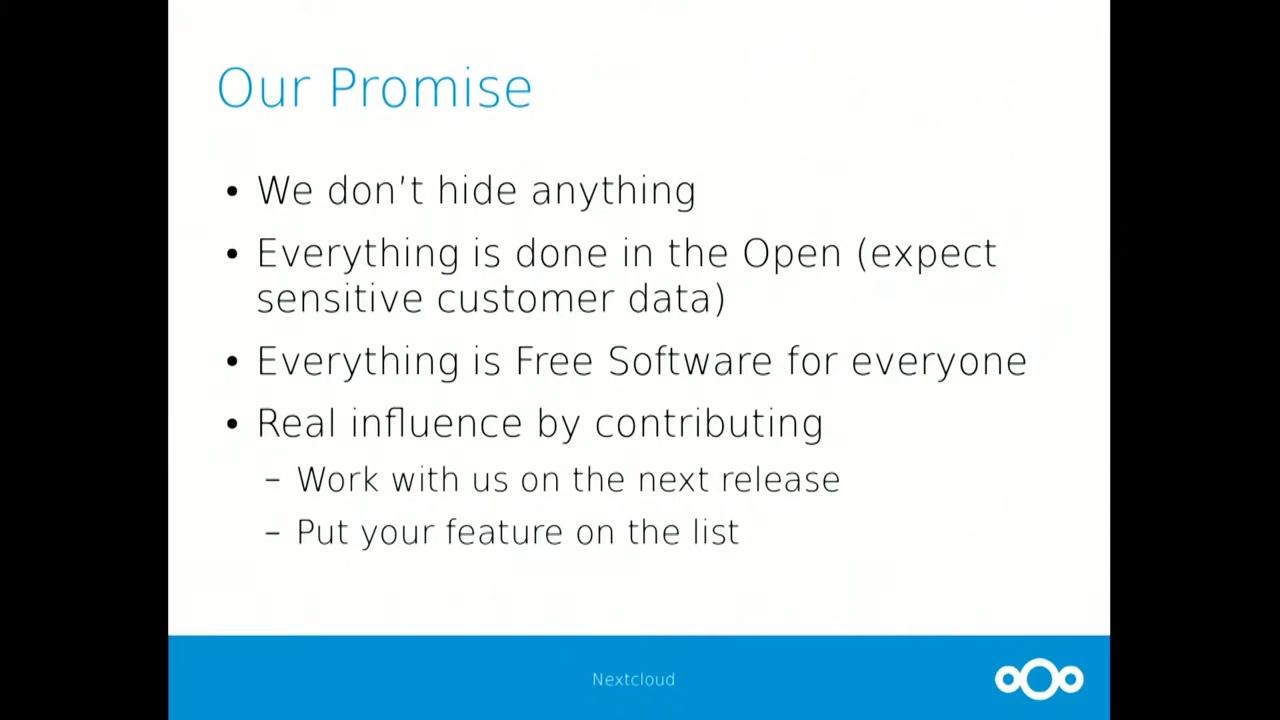 Our Promise
• We don't hide anything
• Everything is done in the Open (expect
sensitive customer data)
• Everything is Free Software for everyone
• Real influence by contributing
– Work with us on the next release
– Put your feature on the list
Nextcloud